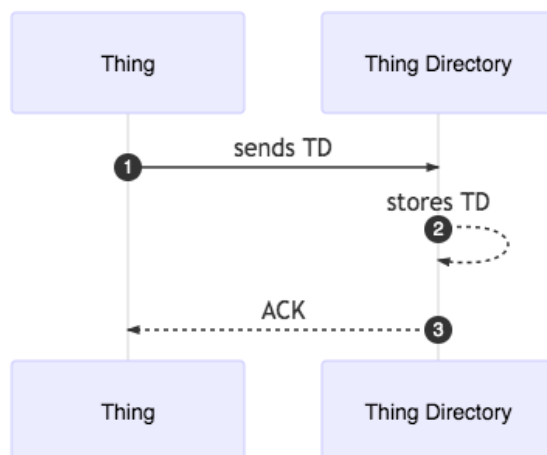 Thing
Thing Directory
sends TD
1
stores TD
2
ACK
3
Thing
Thing Directory